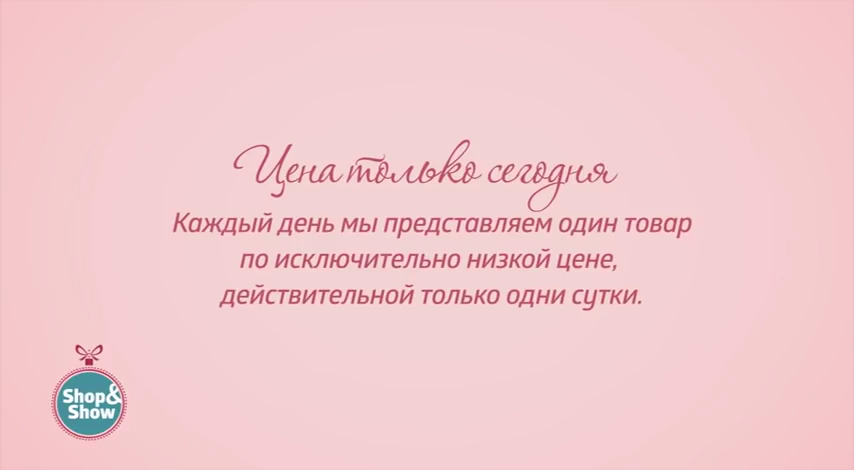 Цена только сегодня
Каждый день мы представляем один товар
по исключительно низкой цене,
действительной только одни сутки.
Shop&
Show